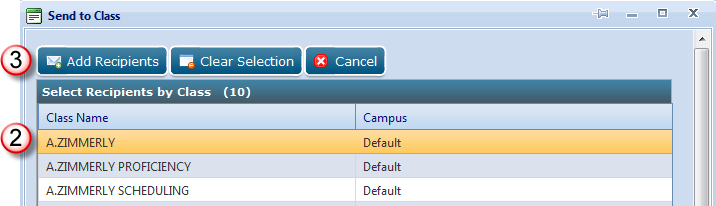 Send to Class
3 Add Recipients Clear Selection Cancel
Select Recipients by Class (10)
Class Name Campus
2 A.ZIMMERLY Default
A.ZIMMERLY PROFICIENCY Default
A.ZIMMERLY SCHEDULING Default